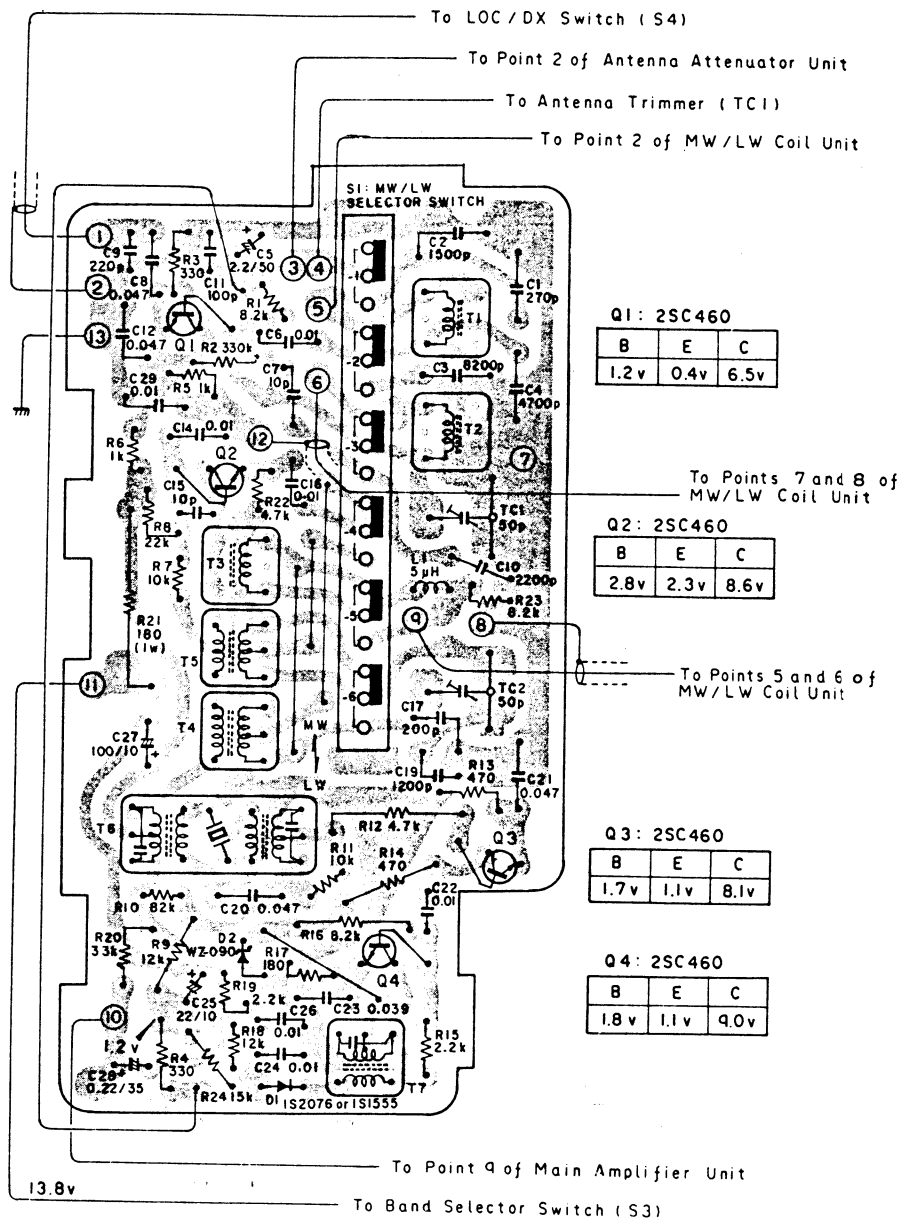 To LOC/DX Switch (S4)
To Point 2 of Antenna Attenuator Unit
To Antenna Trimmer (TC1)
To Point 2 of MW/LW Coil Unit
S1: MW/LW
SELECTOR SWITCH
1
C9
220p
C8
0.047
R3
330
C11
100p
C5
2.2/50
3
4
-1
C2
1500p
2
R1
8.2k
5
T1
C1
270p
13
C12
0.047
Q1
C6 0.01
-2
Q1: 2SC460
B E C
1.2v 0.4v 6.5v
R2 330k
C29
0.01
R5 1k
C7
10p
6
C3 8200p
C4
4700p
R6
1k
C14 0.01
12
-3
T2
7
Q2
C15
10p
R22
4.7k
C16
0.01
To Points 7 and 8 of
MW/LW Coil Unit
R8
22k
-4
TC1
50p
Q2: 2SC460
B E C
2.8v 2.3v 8.6v
R7
10k
T3
L1
5μH
C10
2200p
R23
8.2k
R21
180
(1w)
T5
-5
9
8
11
-6
TC2
50p
To Points 5 and 6 of
MW/LW Coil Unit
C27
100/10
T4
MW
LW
C17
200p
C19
1200p
R13
470
C21
0.047
T6
R12 4.7k
Q3
Q3: 2SC460
B E C
1.7v 1.1v 8.1v
R11
10k
R14
470
R10 82k
C20 0.047
C22
0.01
R20
33k
R9
12k
D2
WZ-090
R16 8.2k
R17
180
Q4
Q4: 2SC460
B E C
1.8v 1.1v 9.0v
C25
22/10
R19
2.2k
C26
0.01
C23 0.039
10
1.2v
R18
12k
R15
2.2k
C28
0.22/35
R4
330
C24 0.01
T7
R24 15k
D1
1S2076 or 1S1555
To Point 9 of Main Amplifier Unit
13.8v
To Band Selector Switch (S3)